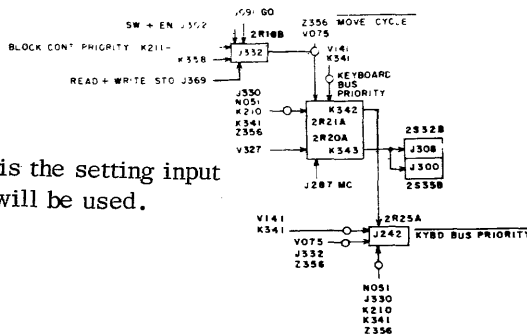 J091 GO
SW + EN J302
Z356 MOVE CYCLE
V075
2R18B
BLOCK CONT PRIORITY K211-
J332
V141
K341
K358
KEYBOARD
BUS
PRIORITY
READ + WRITE STO J369
J330
N051
K210
K341
Z356
K342
2R21A
2R20A
K343
2S32B
J308
J300
2S35B
V327
is the setting input
J287 MC
will be used.
2R25A
V141
K341
J242
KYBD BUS PRIORITY
V075
J332
Z356
N051
J330
K210
K341
Z356